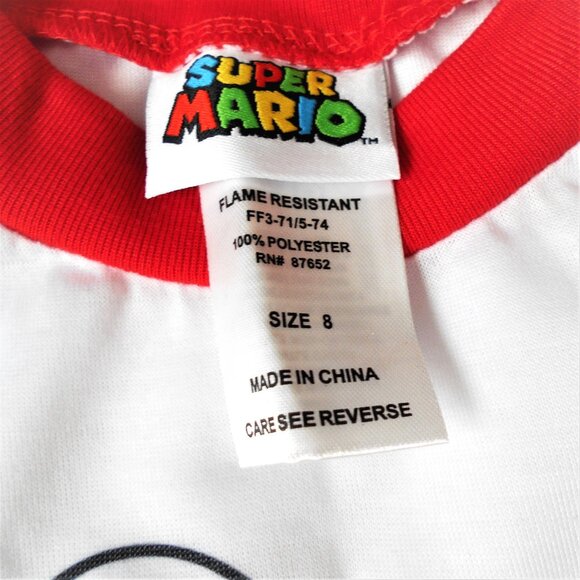 SUPER
MARIO™
FLAME RESISTANT
FF3-71/5-74
100% POLYESTER
RN# 87652
SIZE 8
MADE IN CHINA
CARE SEE REVERSE